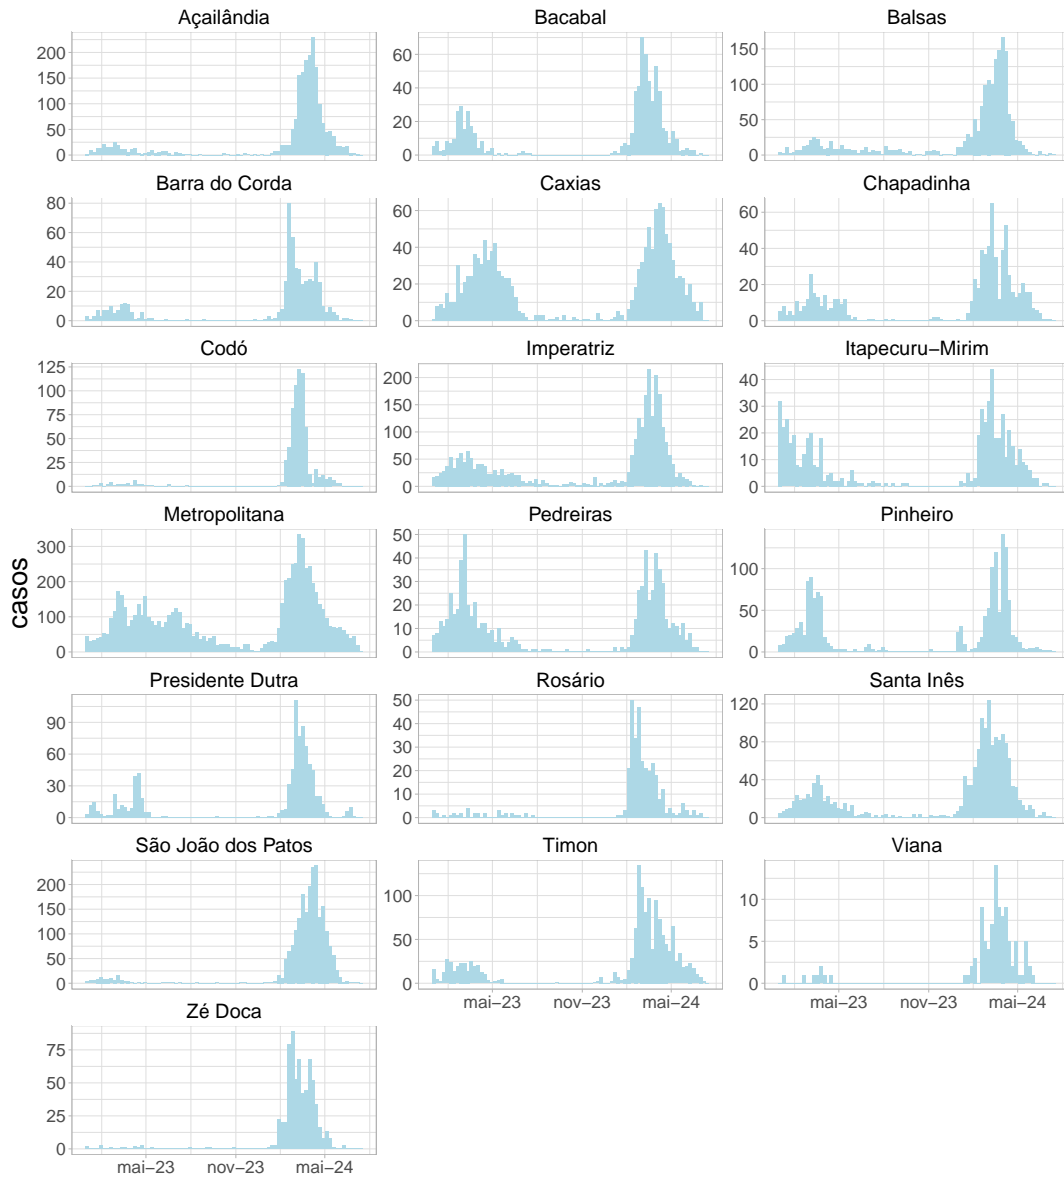 Açailândia
0
50
100
150
200
Bacabal
0
20
40
60
Balsas
0
50
100
150
Barra do Corda
0
20
40
60
80
Caxias
0
20
40
60
Chapadinha
0
20
40
60
Codó
0
25
50
75
100
125
Imperatriz
0
50
100
150
200
Itapecuru−Mirim
0
10
20
30
40
casos
Metropolitana
0
100
200
300
Pedreiras
0
10
20
30
40
50
Pinheiro
0
50
100
Presidente Dutra
0
30
60
90
Rosário
0
10
20
30
40
50
Santa Inês
0
40
80
120
São João dos Patos
0
50
100
150
200
Timon
0
50
100
mai−23
nov−23
mai−24
Viana
0
5
10
mai−23
nov−23
mai−24
Zé Doca
0
25
50
75
mai−23
nov−23
mai−24